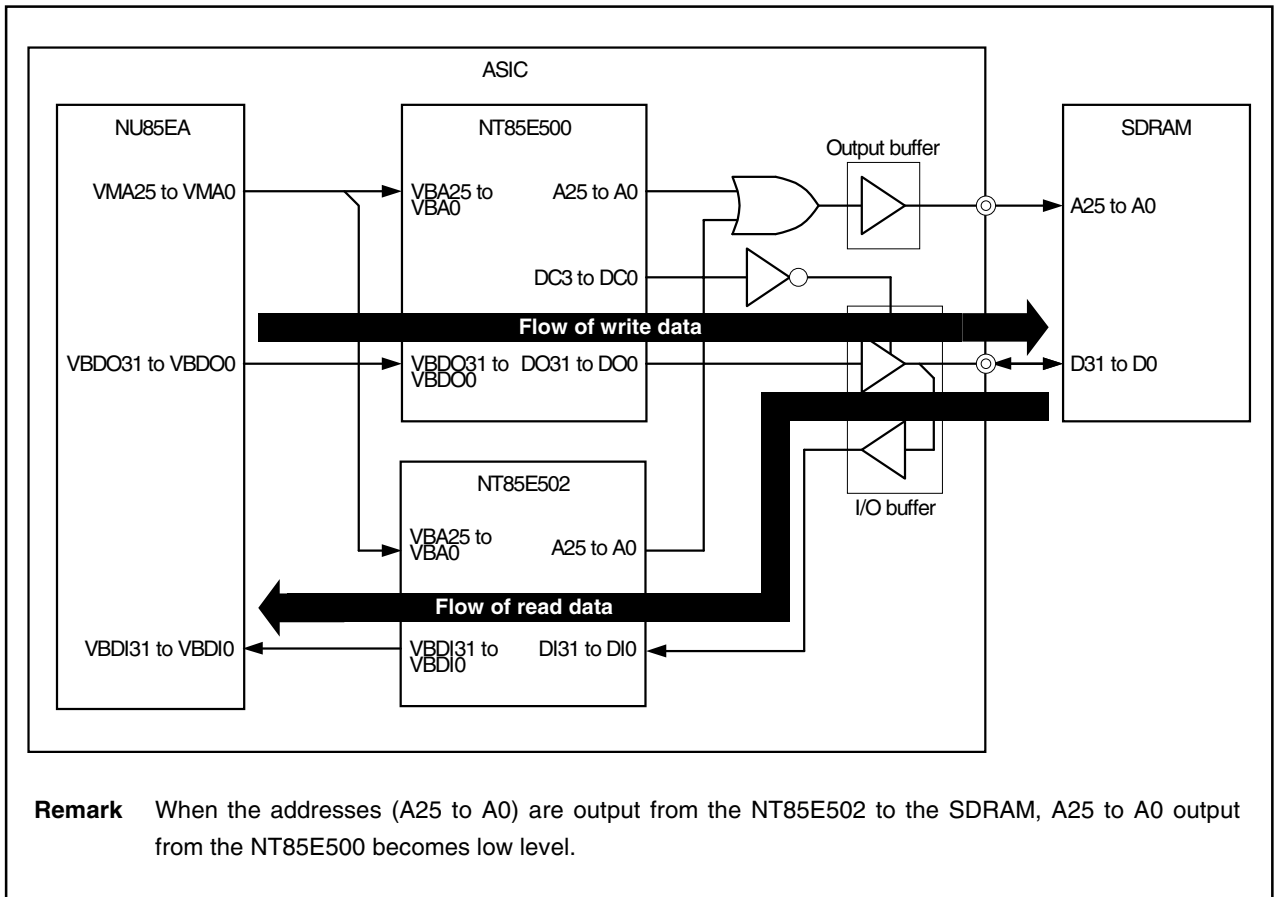 ASIC
NU85EA
NT85E500
SDRAM
Output buffer
VMA25 to VMA0
VBA25 to
VBA0
A25 to A0
A25 to A0
DC3 to DC0
Flow of write data
VBDO31 to VBDO0
VBDO31 to
VBDO0
DO31 to DO0
D31 to D0
NT85E502
I/O buffer
VBA25 to
VBA0
A25 to A0
Flow of read data
VBDI31 to VBDI0
VBDI31 to
VBDI0
DI31 to DI0
Remark When the addresses (A25 to A0) are output from the NT85E502 to the SDRAM, A25 to A0 output
from the NT85E500 becomes low level.